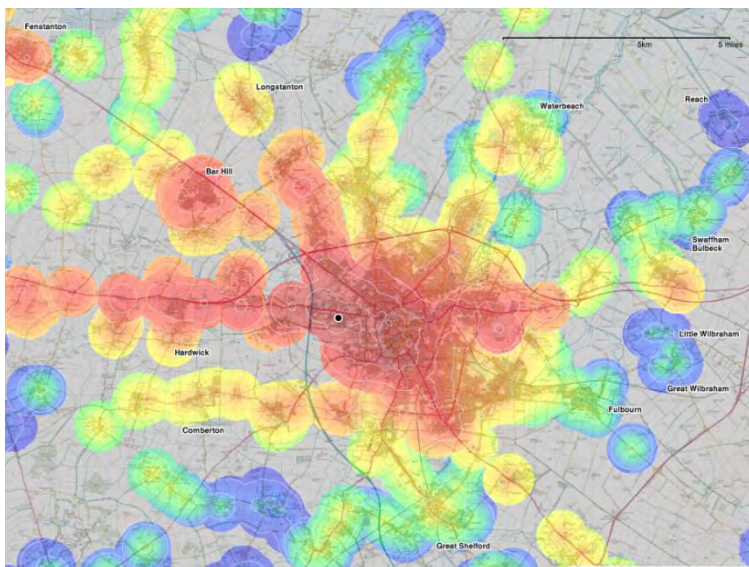 Fenstanton
5km
5 miles
Longstanton
Waterbeach
Reach
Bar Hill
Swaffham
Bulbeck
Little Wilbraham
Hardwick
Great Wilbraham
Fulbourn
Comberton
Great Shelford